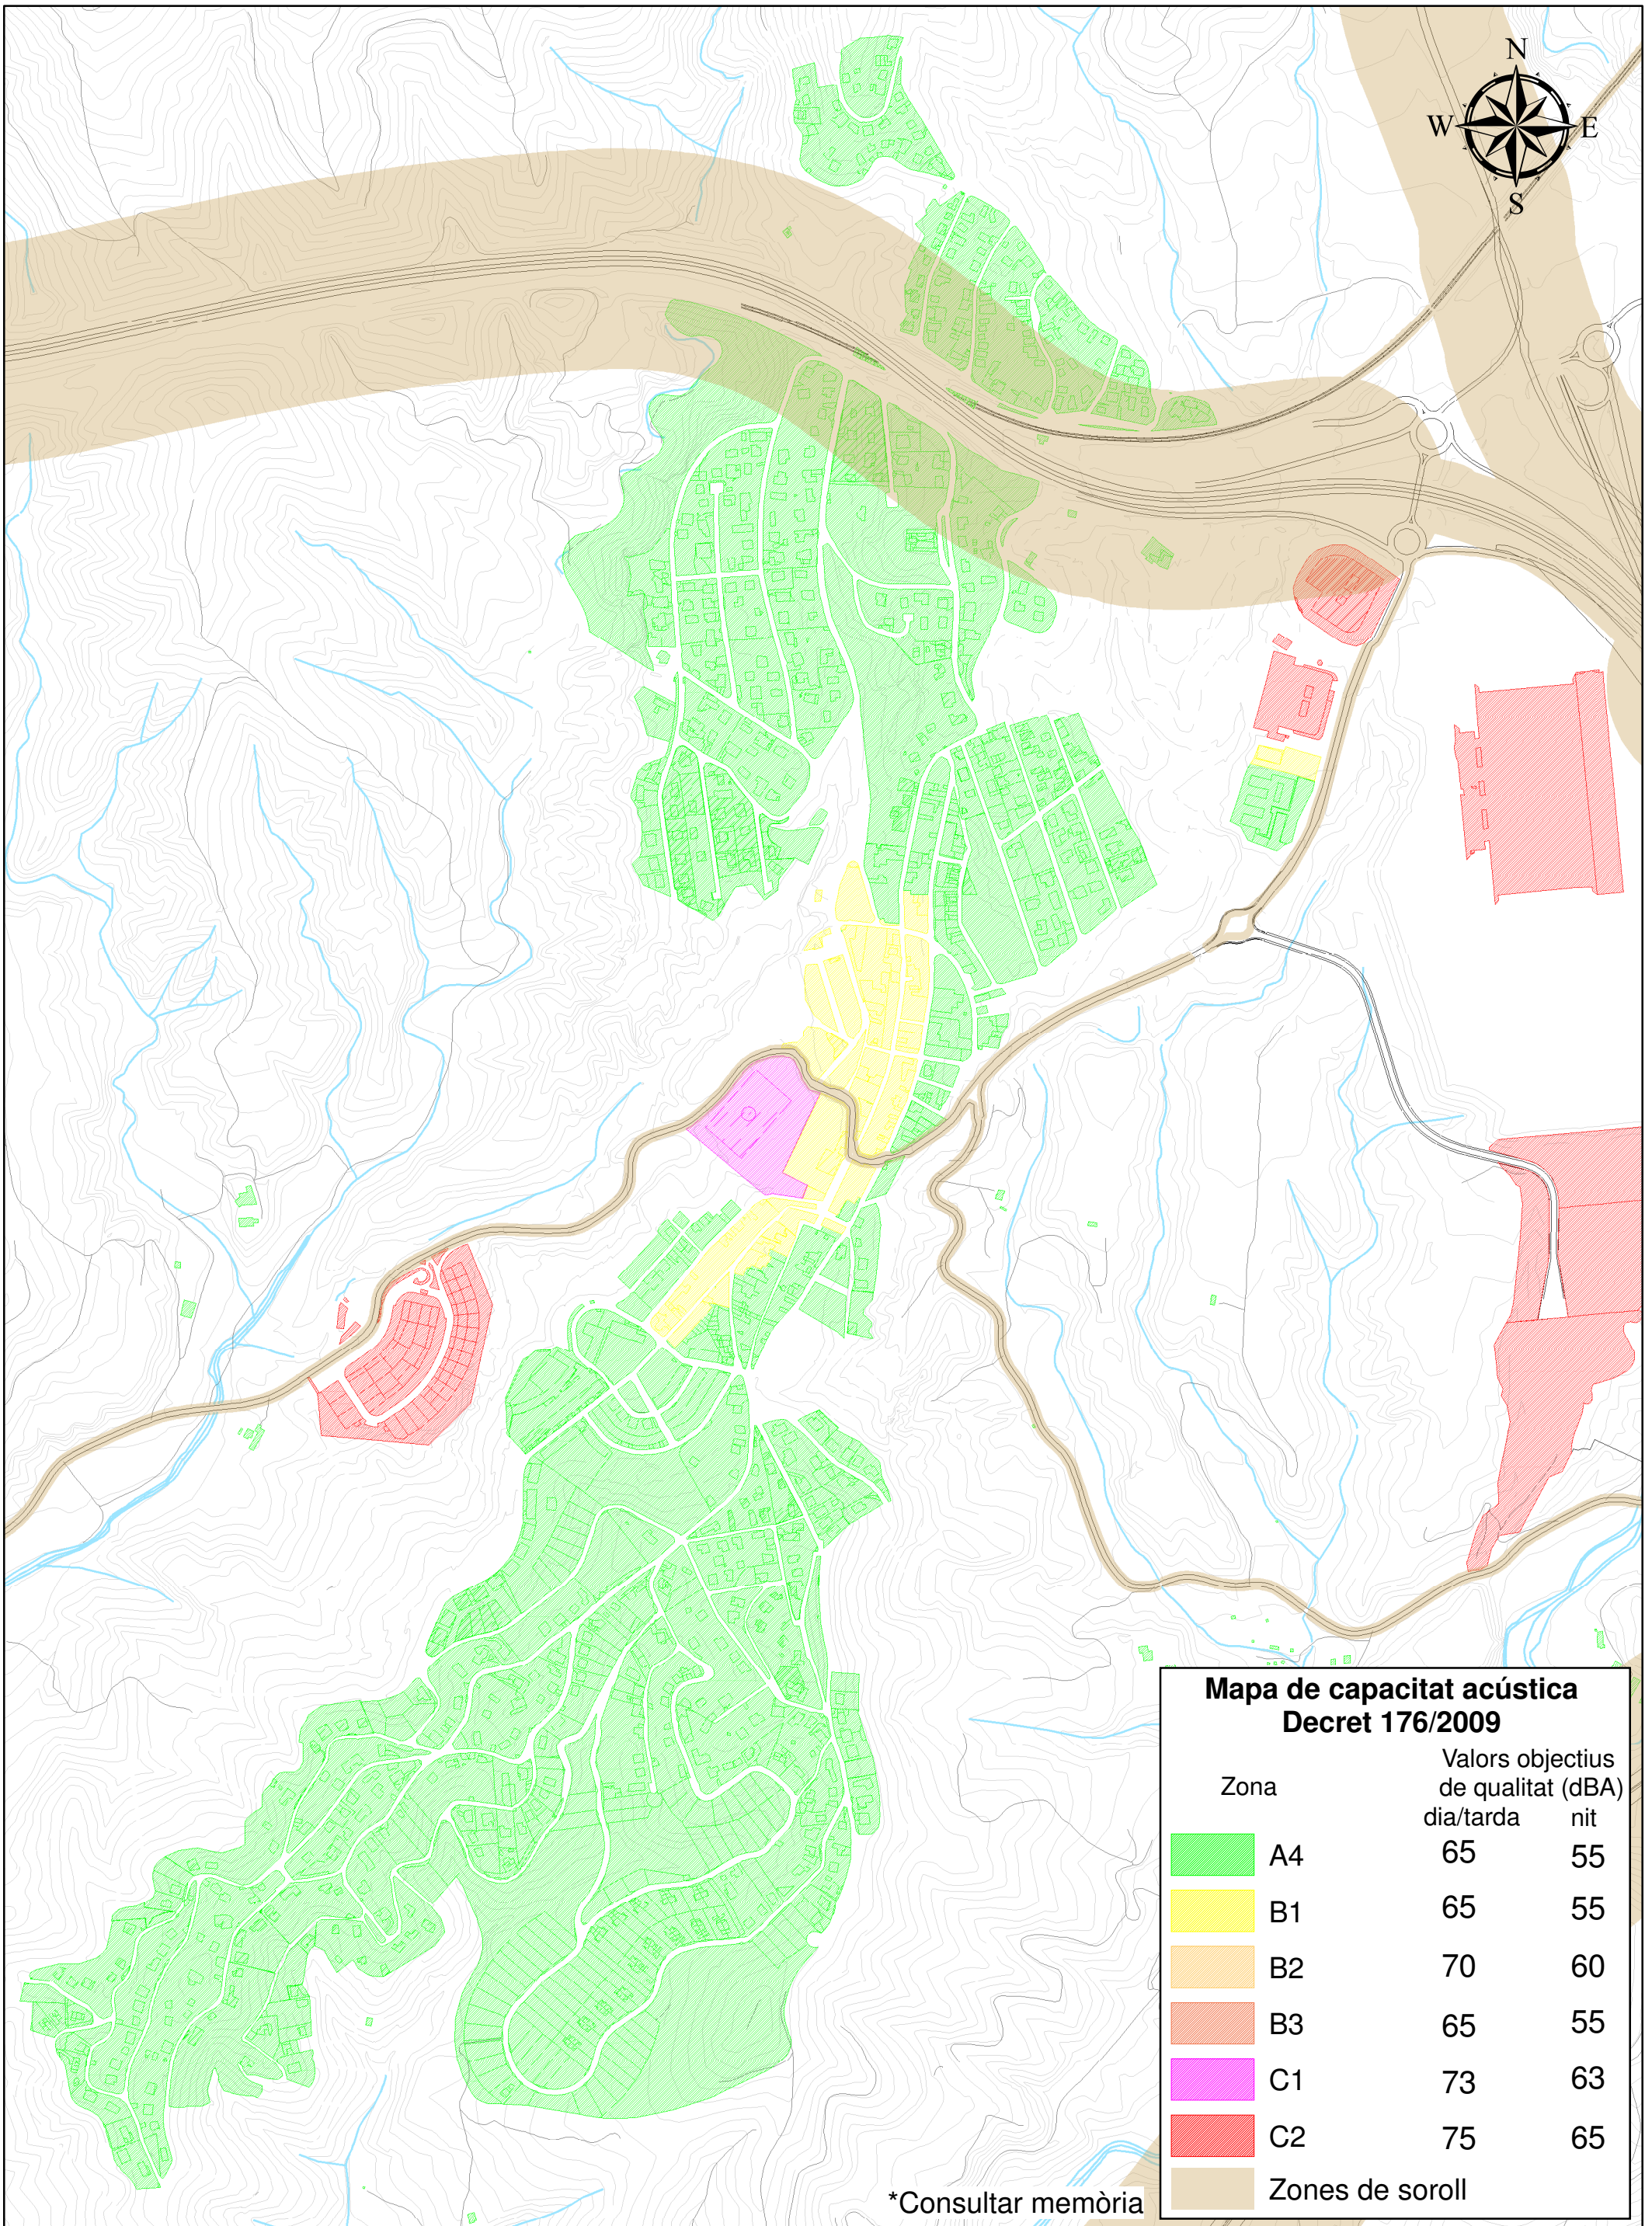 N
W E
S
Mapa de capacitat acústica
Decret 176/2009
Valors objectius
Zona de qualitat (dBA)
dia/tarda nit
A4 65 55
B1 65 55
B2 70 60
B3 65 55
C1 73 63
C2 75 65
Zones de soroll
*Consultar memòria